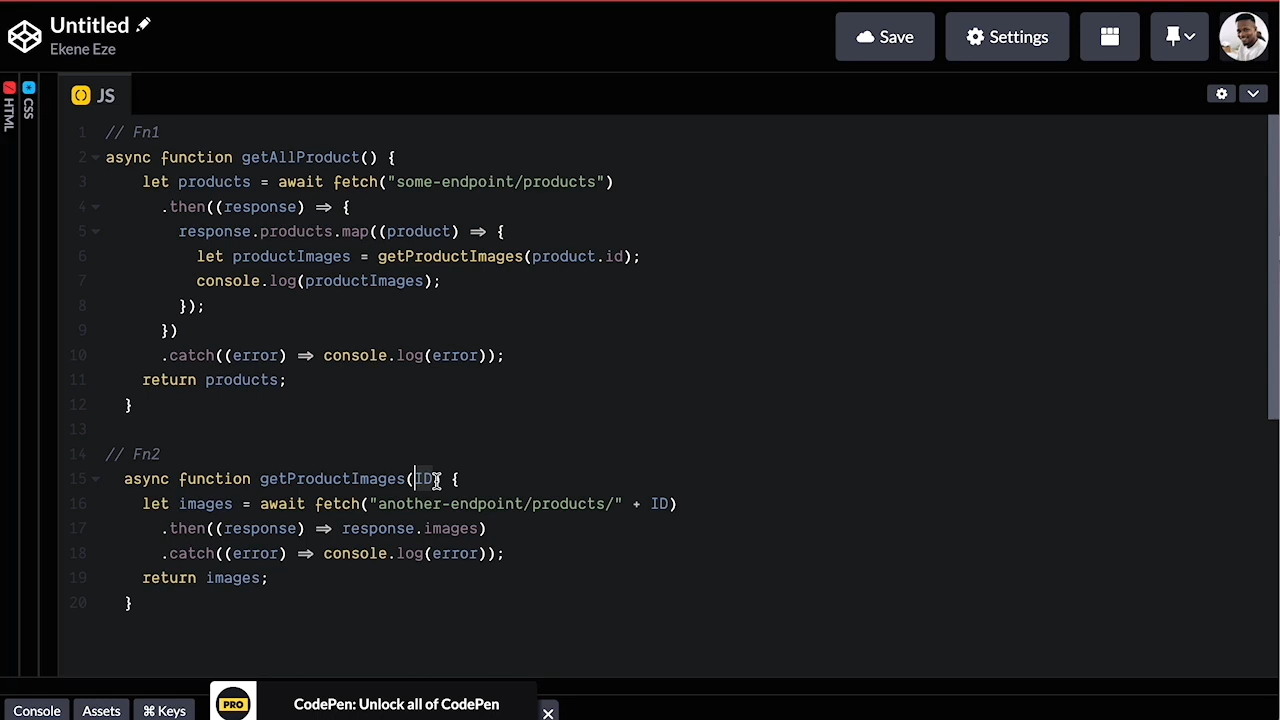 Untitled
Ekene Eze
Save
Settings
HTML
CSS
JS
1 // Fn1
2 async function getAllProduct() {
3 let products = await fetch("some-endpoint/products")
4 .then((response) ⇒ {
5 response.products.map((product) ⇒ {
6 let productImages = getProductImages(product.id);
7 console.log(productImages);
8 });
9 })
10 .catch((error) ⇒ console.log(error));
11 return products;
12 }
13
14 // Fn2
15 async function getProductImages(ID) {
16 let images = await fetch("another-endpoint/products/" + ID)
17 .then((response) ⇒ response.images)
18 .catch((error) ⇒ console.log(error));
19 return images;
20 }
Console
Assets
⌘ Keys
PRO
CodePen: Unlock all of CodePen